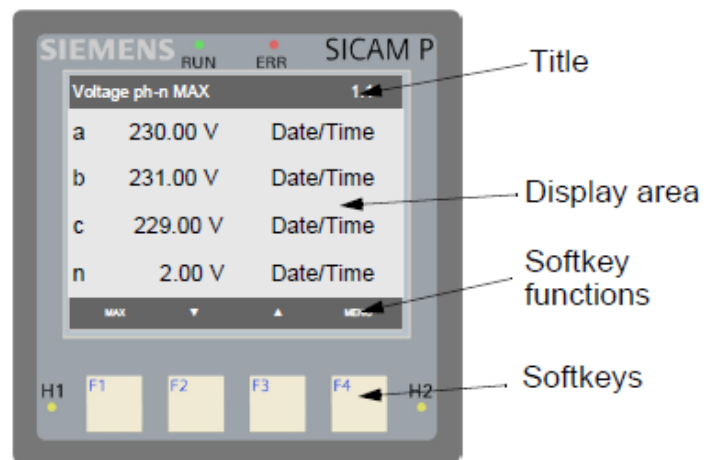 SIEMENS RUN ERR SICAM P
Title
Voltage ph-n MAX
a 230.00 V Date/Time
b 231.00 V Date/Time
Display area
c 229.00 V Date/Time
n 2.00 V Date/Time
Softkey
functions
MAX ▼ ▲ MENU
Softkeys
H1 F1 F2 F3 F4 H2